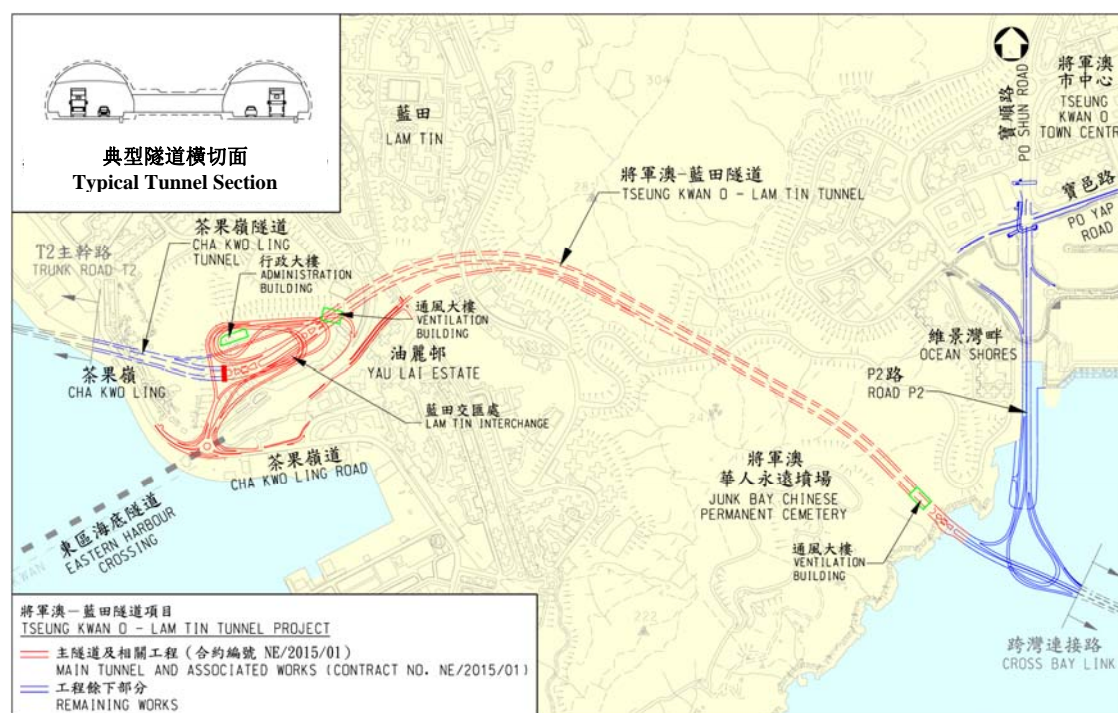 典型隧道橫切面
Typical Tunnel Section
304
藍田
LAM TIN
寶順路
PO SHUN ROAD
將軍澳
市中心
TSEUNG
KWAN O
TOWN CENTR
將軍澳-藍田隧道
TSEUNG KWAN O - LAM TIN TUNNEL
寶邑路
PO YAP
ROAD
茶果嶺隧道
CHA KWO LING
TUNNEL
T2主幹路
TRUNK ROAD T2
行政大樓
ADMINISTRATION
BUILDING
通風大樓
VENTILATION
BUILDING
油麗邨
YAU LAI ESTATE
維景灣畔
OCEAN SHORES
P2路
ROAD P2
茶果嶺
CHA KWO LING
藍田交匯處
LAM TIN INTERCHANGE
茶果嶺道
CHA KWO LING ROAD
將軍澳
華人永遠墳場
JUNK BAY CHINESE
PERMANENT CEMETERY
東區海底隧道
EASTERN HARBOUR
CROSSING
KWAN
通風大樓
VENTILATION
BUILDING
222
跨灣連接路
CROSS BAY LINK
將軍澳-藍田隧道項目
TSEUNG KWAN O - LAM TIN TUNNEL PROJECT
主隧道及相關工程 (合約編號 NE/2015/01)
MAIN TUNNEL AND ASSOCIATED WORKS (CONTRACT NO. NE/2015/01)
工程餘下部分
REMAINING WORKS